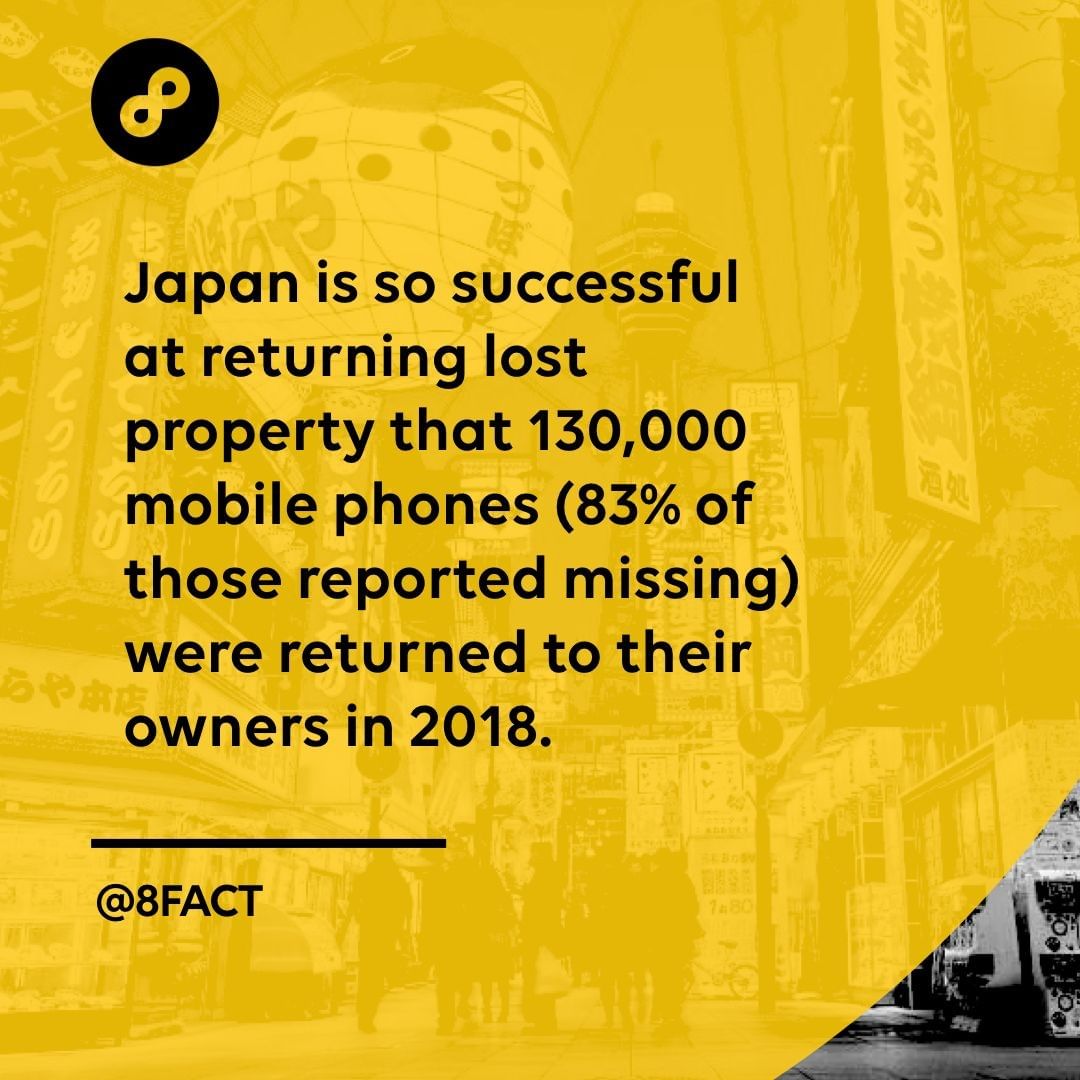 Japan is so successful
at returning lost
property that 130,000
mobile phones (83% of
those reported missing)
were returned to their
owners in 2018.
@8FACT